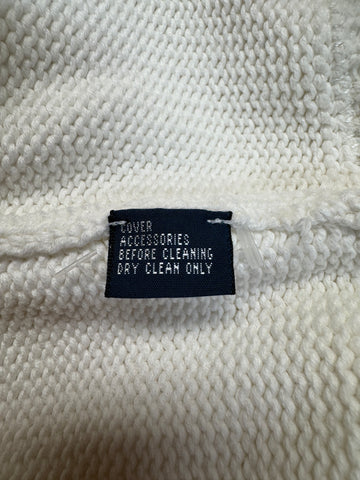 COVER
ACCESSORIES
BEFORE CLEANING
DRY CLEAN ONLY